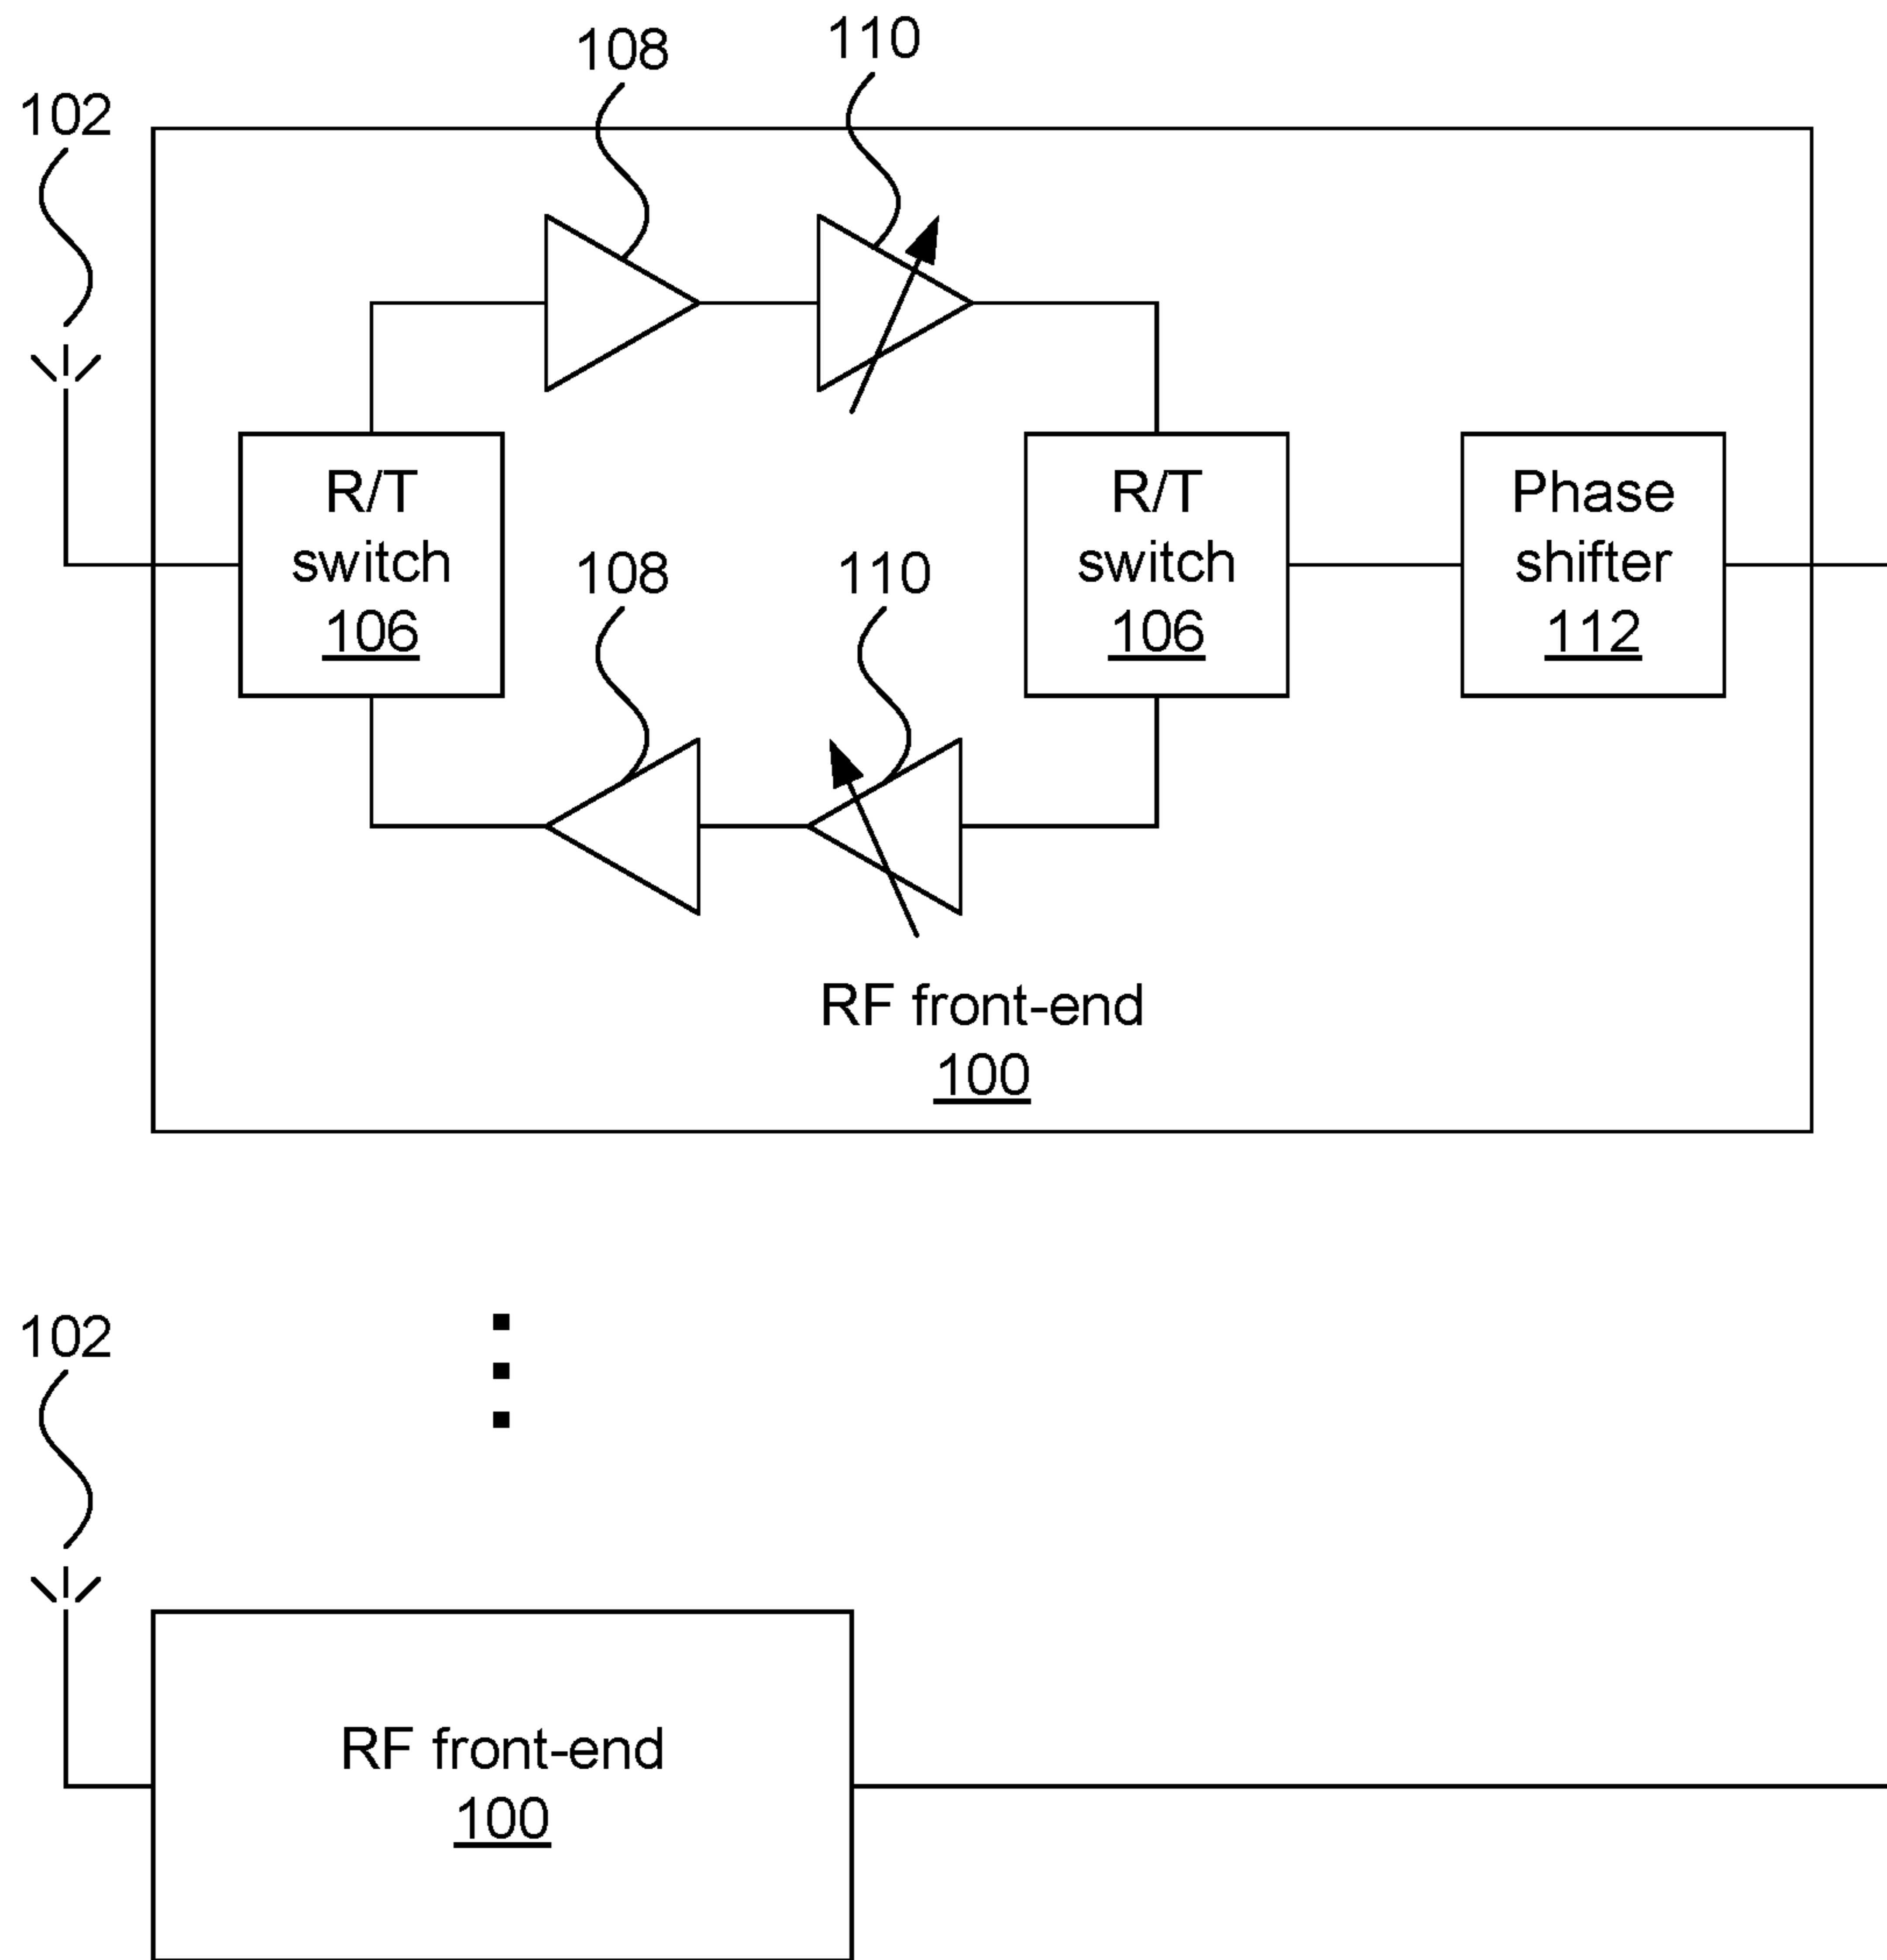 108
110
102
R/T
switch
106
R/T
switch
106
Phase
shifter
112
108
110
RF front-end
100
102
RF front-end
100